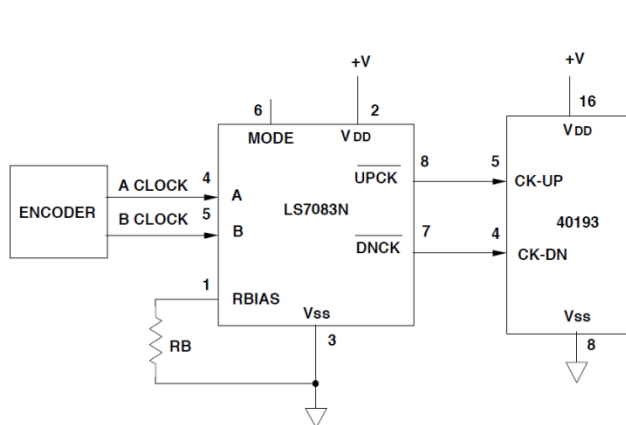 +V
+V
6
2
16
MODE
VDD
VDD
ENCODER
A CLOCK
4
A
UPCK
8
5
CK-UP
B CLOCK
5
B
LS7083N
40193
DNCK
7
4
CK-DN
1
RBIAS
Vss
Vss
RB
3
8